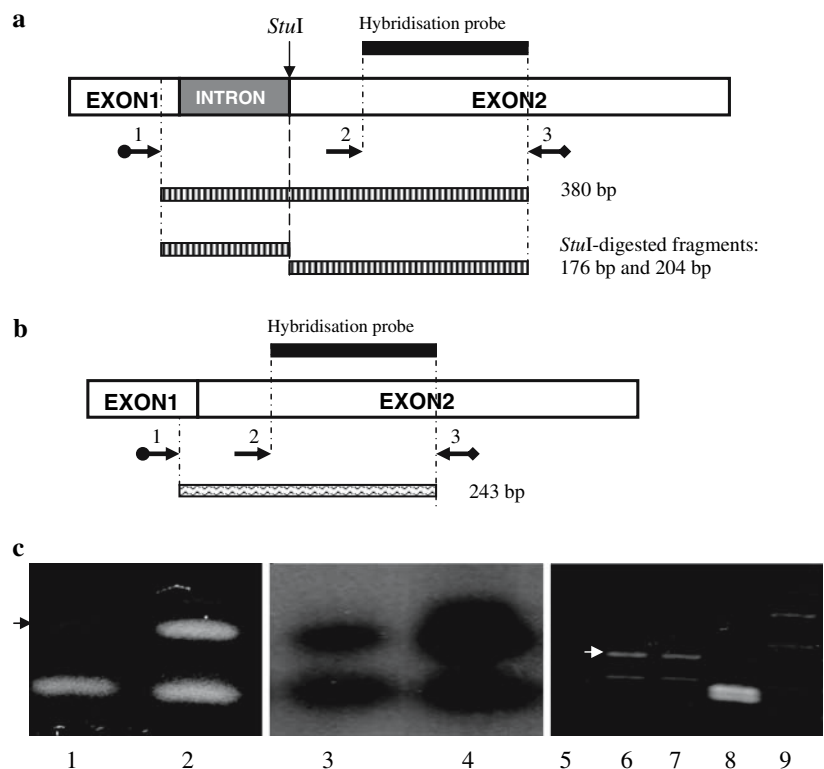 a
StuI
Hybridisation probe
EXON1 INTRON EXON2
1 2 3
380 bp
StuI-digested fragments:
176 bp and 204 bp
b
Hybridisation probe
EXON1 EXON2
1 2 3
243 bp
c
1 2 3 4 5 6 7 8 9